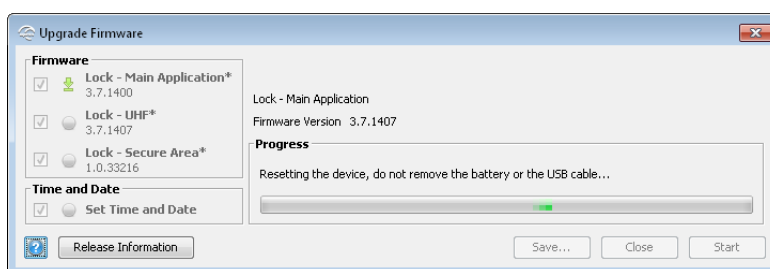 Upgrade Firmware
Firmware
Lock - Main Application*
3.7.1400
Lock - UHF*
3.7.1407
Lock - Secure Area*
1.0.33216
Time and Date
Set Time and Date
Lock - Main Application
Firmware Version 3.7.1407
Progress
Resetting the device, do not remove the battery or the USB cable...
?
Release Information
Save...
Close
Start